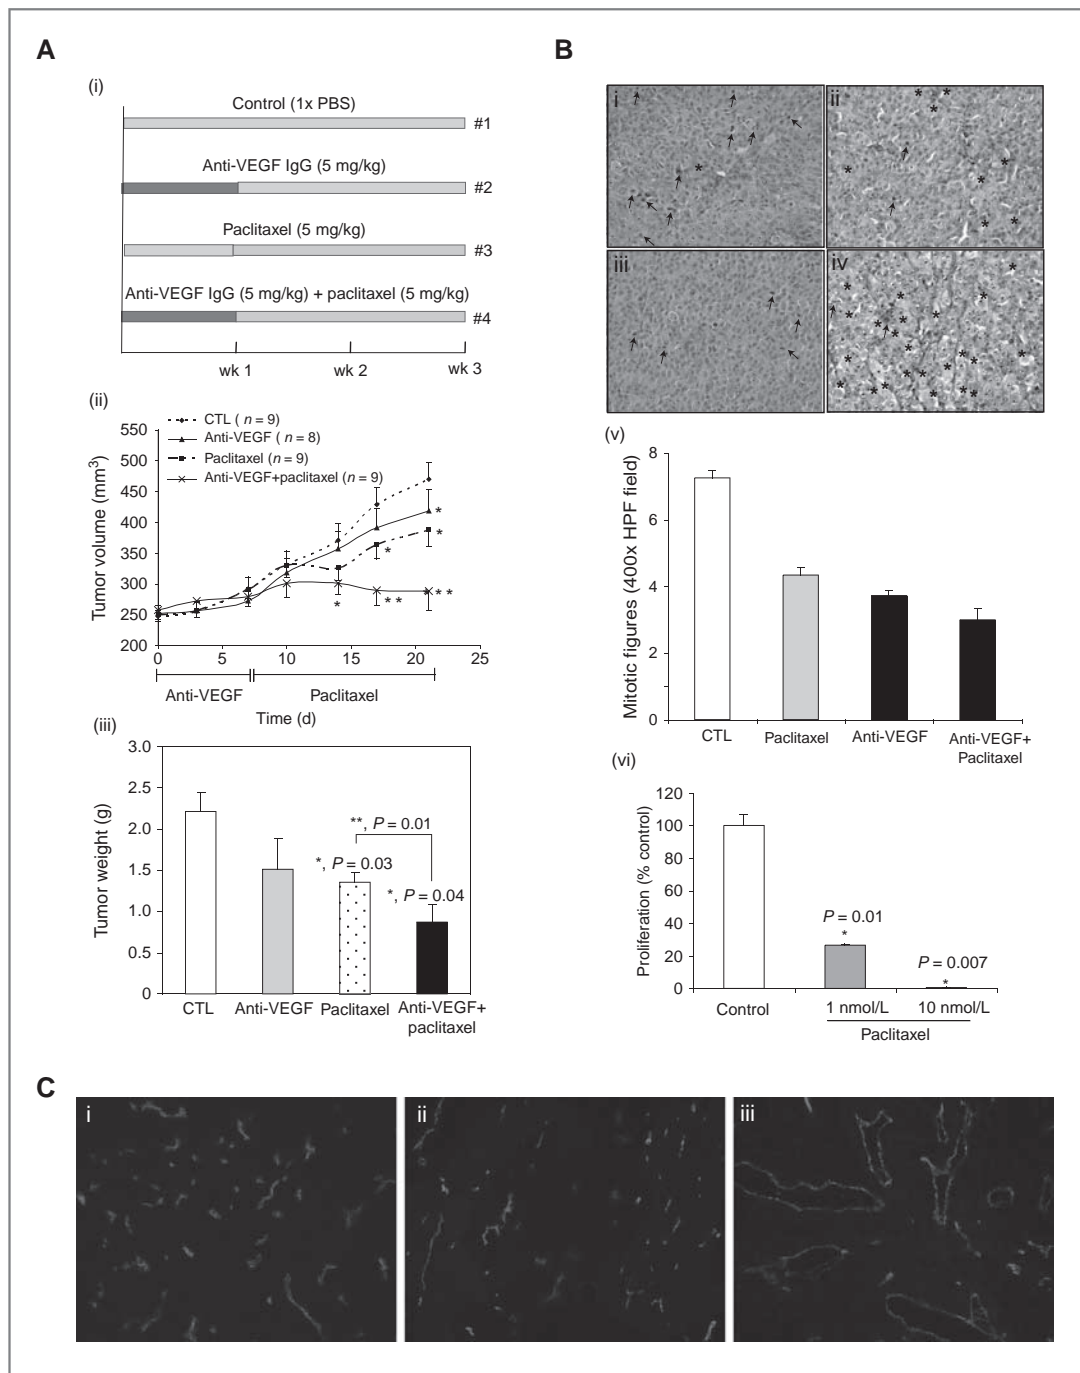 A
(i)
Control (1x PBS)
#1
Anti-VEGF IgG (5 mg/kg)
#2
Paclitaxel (5 mg/kg)
#3
Anti-VEGF IgG (5 mg/kg) + paclitaxel (5 mg/kg)
#4
wk 1 wk 2 wk 3
(ii)
CTL ( n = 9)
Anti-VEGF ( n = 8)
Paclitaxel (n = 9)
Anti-VEGF+paclitaxel (n = 9)
Tumor volume (mm³)
550
500
450
400
350
300
250
200
*
*
*
*
**
**
0 5 10 15 20 25
Anti-VEGF Paclitaxel
Time (d)
(iii)
Tumor weight (g)
3.0
2.5
2.0
1.5
1.0
0.5
0
**, P = 0.01
*, P = 0.03
*, P = 0.04
CTL Anti-VEGF Paclitaxel Anti-VEGF+
paclitaxel
B
i ii
iii iv
(v)
Mitotic figures (400x HPF field)
8
6
4
2
0
CTL Paclitaxel Anti-VEGF Anti-VEGF+
Paclitaxel
(vi)
Proliferation (% control)
120
100
80
60
40
20
0
P = 0.01
*
P = 0.007
*
Control 1 nmol/L 10 nmol/L
Paclitaxel
C
i ii iii